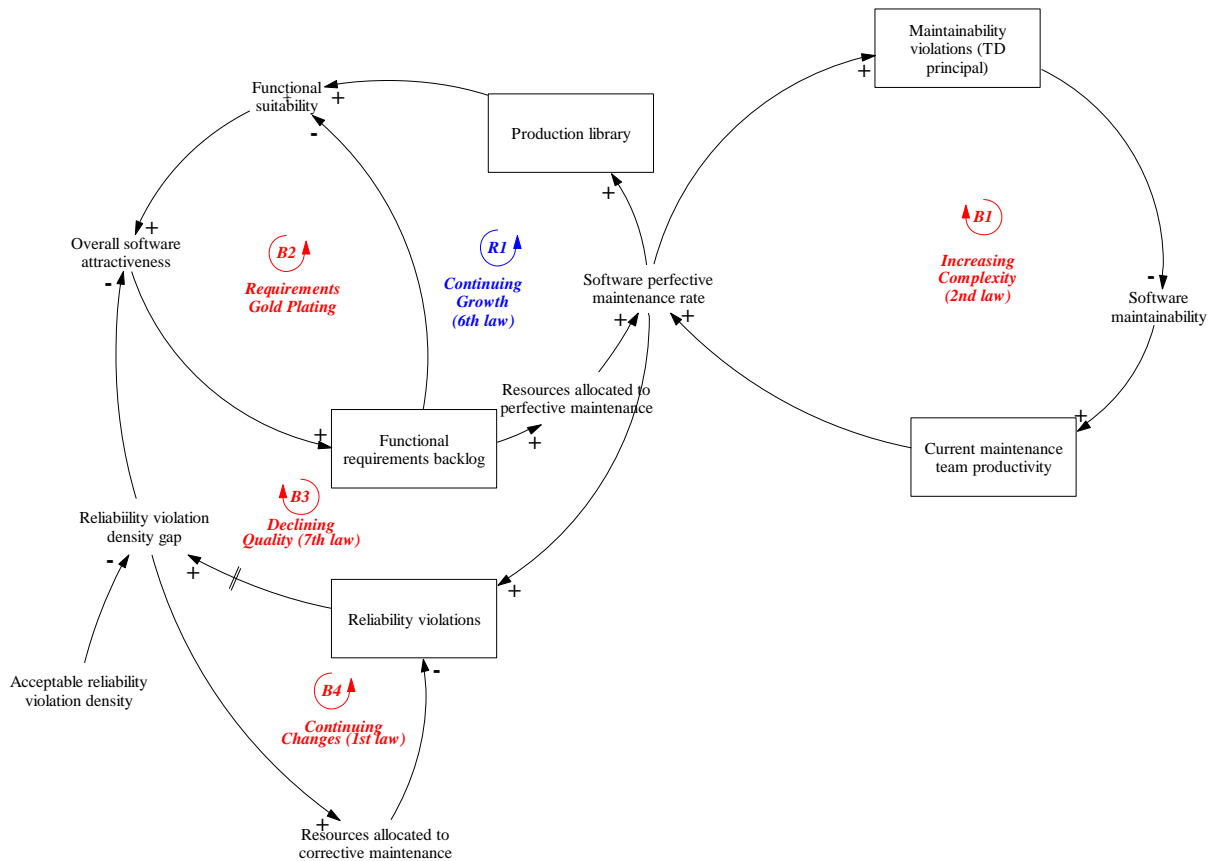 Maintainability
violations (TD
principal)
+
Functional
suitability
+
+
-
Production library
+
+
Overall software
attractiveness
-
B2
Requirements
Gold Plating
R1
Continuing
Growth
(6th law)
Software perfective
maintenance rate
+
+
B1
Increasing
Complexity
(2nd law)
-
Software
maintainability
Resources allocated to
perfective maintenance
+
+
Functional
requirements backlog
+
Current maintenance
team productivity
B3
Declining
Quality (7th law)
Reliabiility violation
density gap
-
+
Reliability violations
+
-
Acceptable reliability
violation density
B4
Continuing
Changes (1st law)
+
Resources allocated to
corrective maintenance